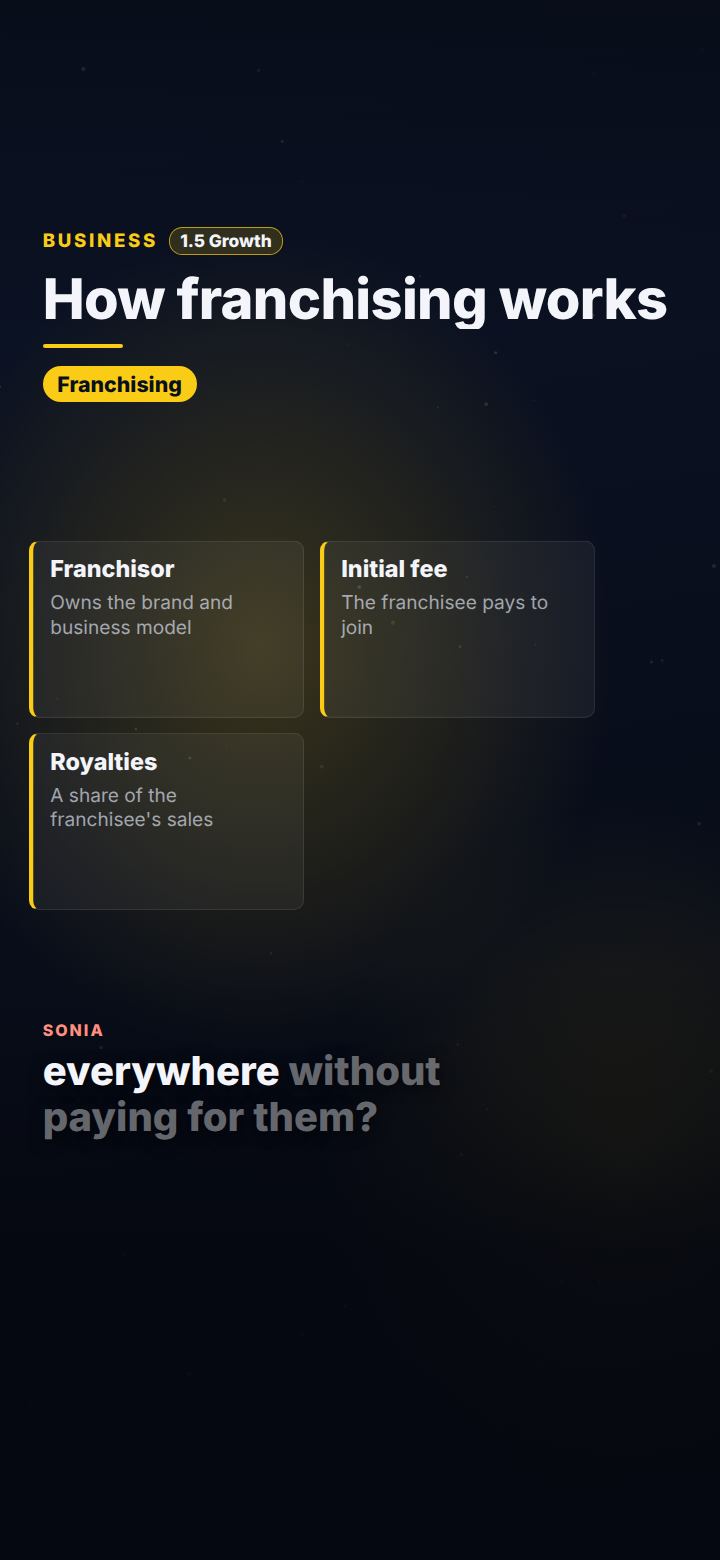 BUSINESS 1.5 Growth
How franchising works
Franchising
Franchisor
Owns the brand and
business model
Initial fee
The franchisee pays to
join
Royalties
A share of the
franchisee's sales
SONIA
everywhere without
paying for them?